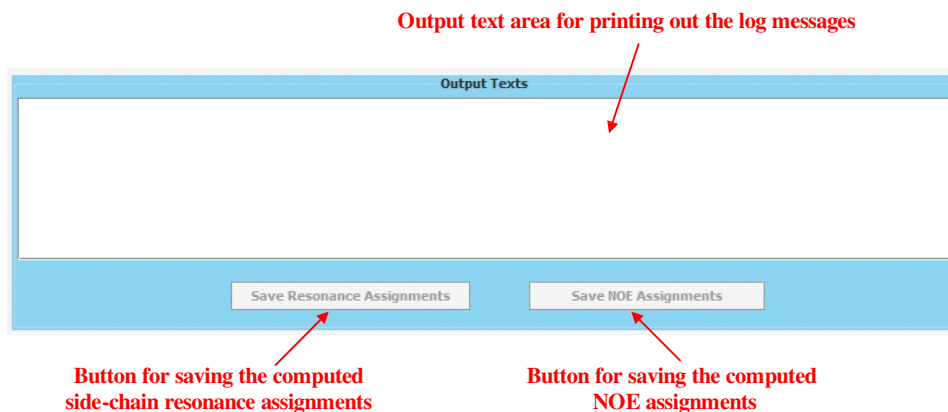 Output text area for printing out the log messages
Output Texts
Save Resonance Assignments
Save NOE Assignments
Button for saving the computed
side-chain resonance assignments
Button for saving the computed
NOE assignments